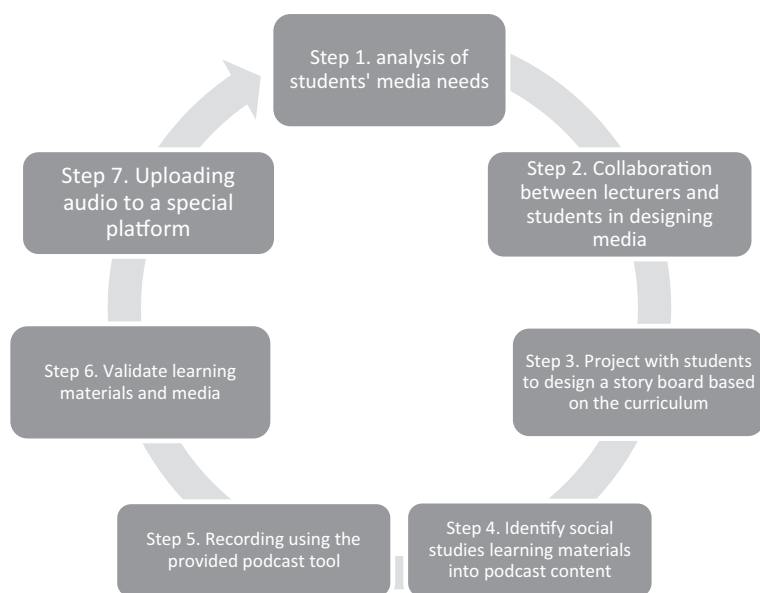 Step 1. analysis of
students' media needs
Step 2. Collaboration
between lecturers and
students in designing
media
Step 3. Project with students
to design a story board based
on the curriculum
Step 4. Identify social
studies learning materials
into podcast content
Step 5. Recording using the
provided podcast tool
Step 6. Validate learning
materials and media
Step 7. Uploading
audio to a special
platform